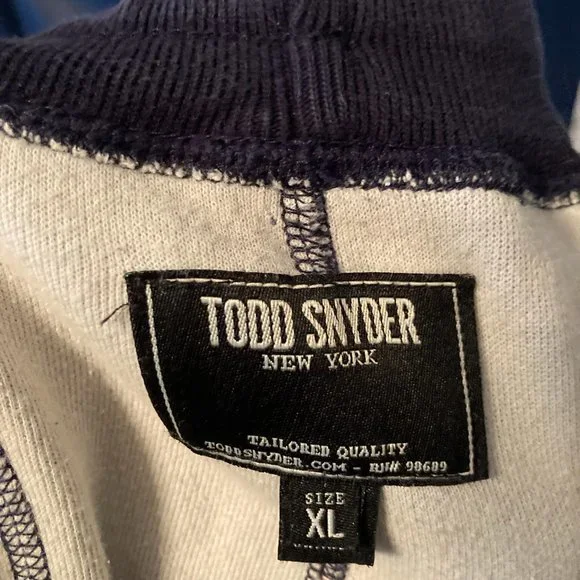 TODD SNYDER
NEW YORK
TAILORED QUALITY
TODDSNYDER.COM - RN# 98689
SIZE
XL